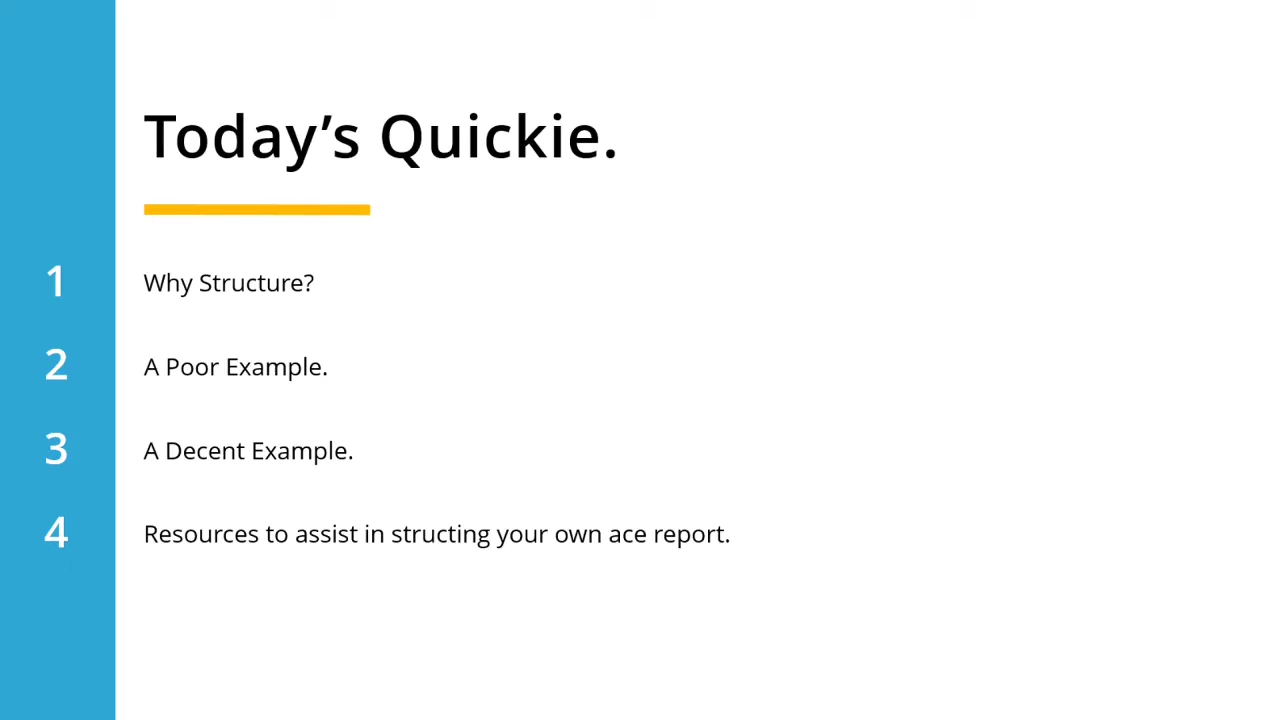 Today’s Quickie.
1 Why Structure?
2 A Poor Example.
3 A Decent Example.
4 Resources to assist in structing your own ace report.